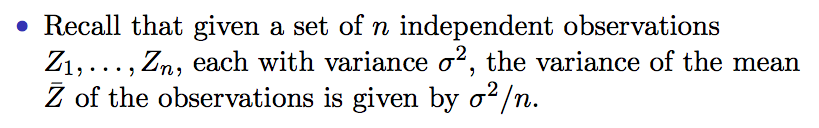 • Recall that given a set of n independent observations
Z₁, . . . , Zₙ, each with variance σ², the variance of the mean
Z̄ of the observations is given by σ²/n.